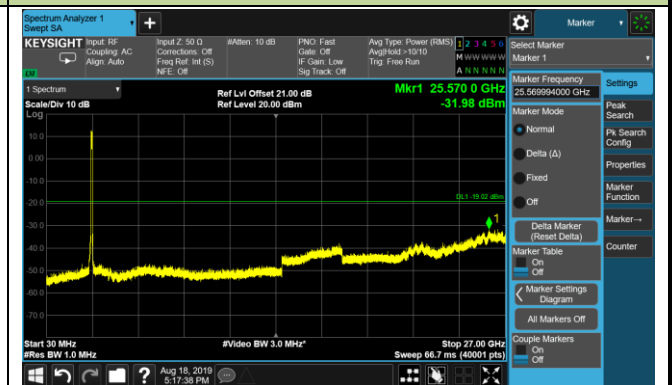 Spectrum Analyzer 1
Swept SA
+
Marker
KEYSIGHT
Input: RF
Coupling: AC
Align: Auto
Input Z: 50 Ω
Corrections: Off
Freq Ref: Int (S)
NFE: Off
#Atten: 10 dB
PNO: Fast
Gate: Off
IF Gain: Low
Sig Track: Off
Avg Type: Power (RMS)
Avg|Hold:>10/10
Trig: Free Run
1 2 3 4 5 6
M W W W W W
A N N N N N
1 Spectrum
Scale/Div 10 dB
Log
Ref Lvl Offset 21.00 dB
Ref Level 20.00 dBm
Mkr1 25.570 0 GHz
-31.98 dBm
10.0
0.00
-10.0
-20.0
-30.0
-40.0
-50.0
-60.0
-70.0
DL1 -19.02 dBm
1
Start 30 MHz
#Res BW 1.0 MHz
#Video BW 3.0 MHz*
Stop 27.00 GHz
Sweep 66.7 ms (40001 pts)
Select Marker
Marker 1
Marker Frequency
25.569994000 GHz
Marker Mode
Normal
Delta (Δ)
Fixed
Off
Delta Marker
(Reset Delta)
Marker Table
On
Off
Marker Settings
Diagram
All Markers Off
Couple Markers
On
Off
Settings
Peak
Search
Pk Search
Config
Properties
Marker
Function
Marker→
Counter
?
Aug 18, 2019
5:17:38 PM